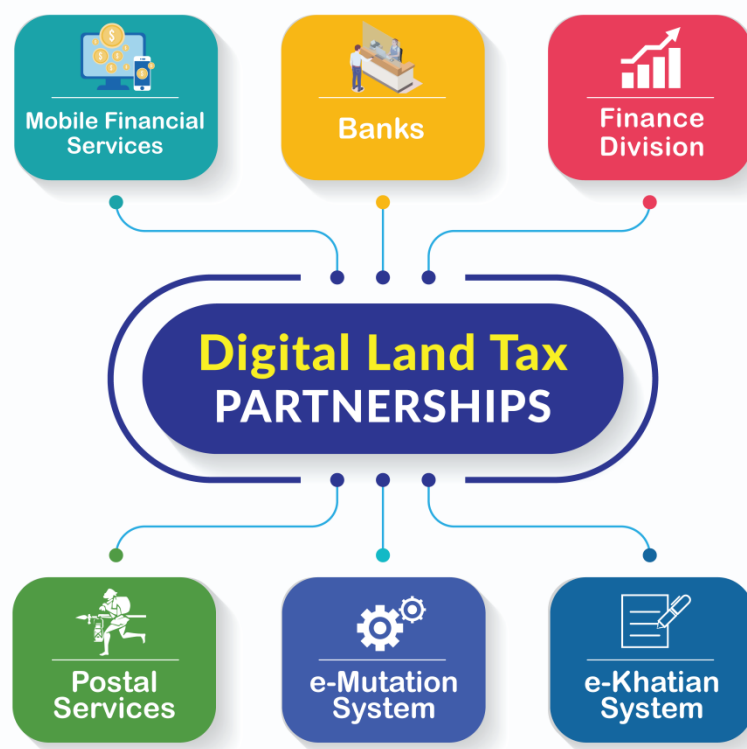 Mobile Financial
Services
Banks
Finance
Division
Digital Land Tax
PARTNERSHIPS
Postal
Services
e-Mutation
System
e-Khatian
System